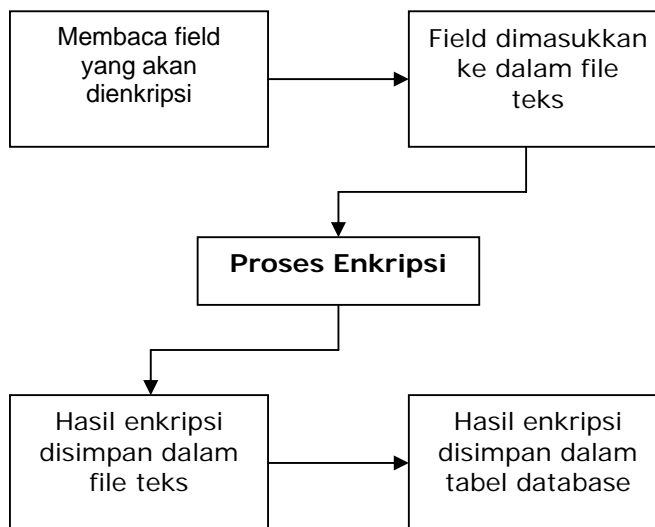 Membaca field
yang akan
dienkripsi
Field dimasukkan
ke dalam file
teks
Proses Enkripsi
Hasil enkripsi
disimpan dalam
file teks
Hasil enkripsi
disimpan dalam
tabel database